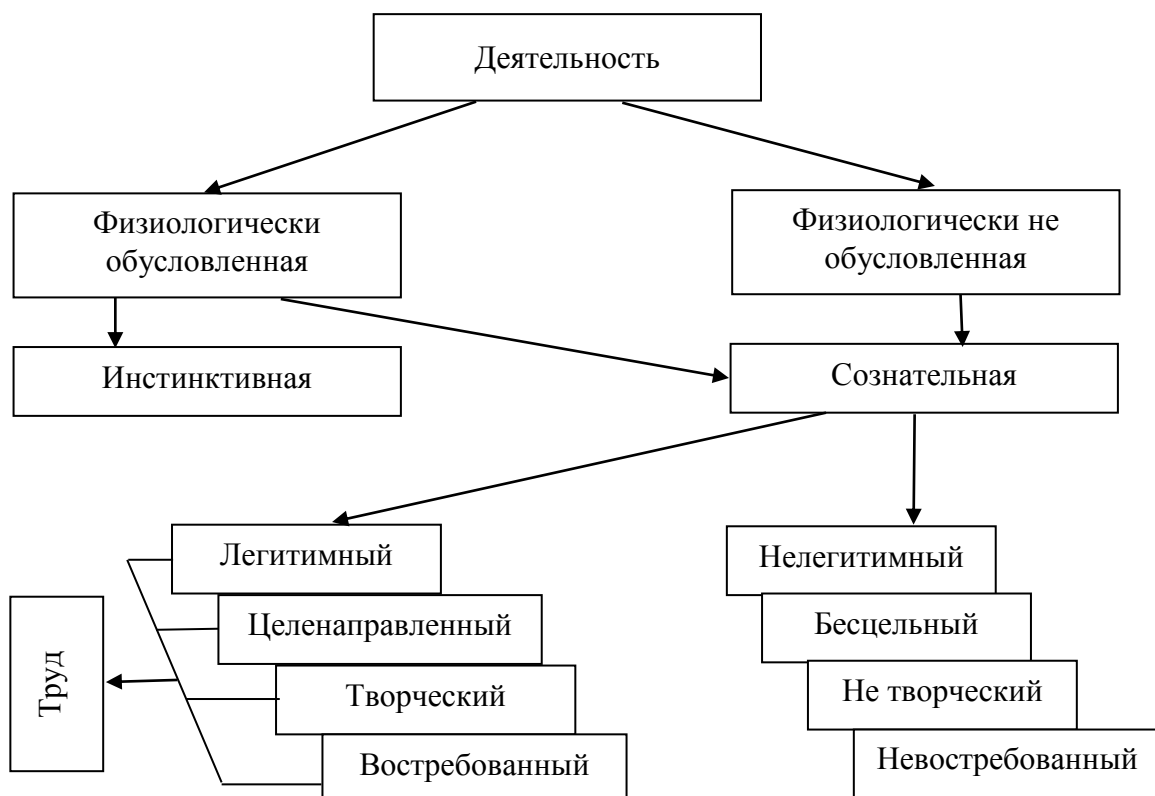 Деятельность
Физиологически
обусловленная
Физиологически не
обусловленная
Инстинктивная
Сознательная
Легитимный
Нелегитимный
Целенаправленный
Бесцельный
Труд
Творческий
Не творческий
Востребованный
Невостребованный